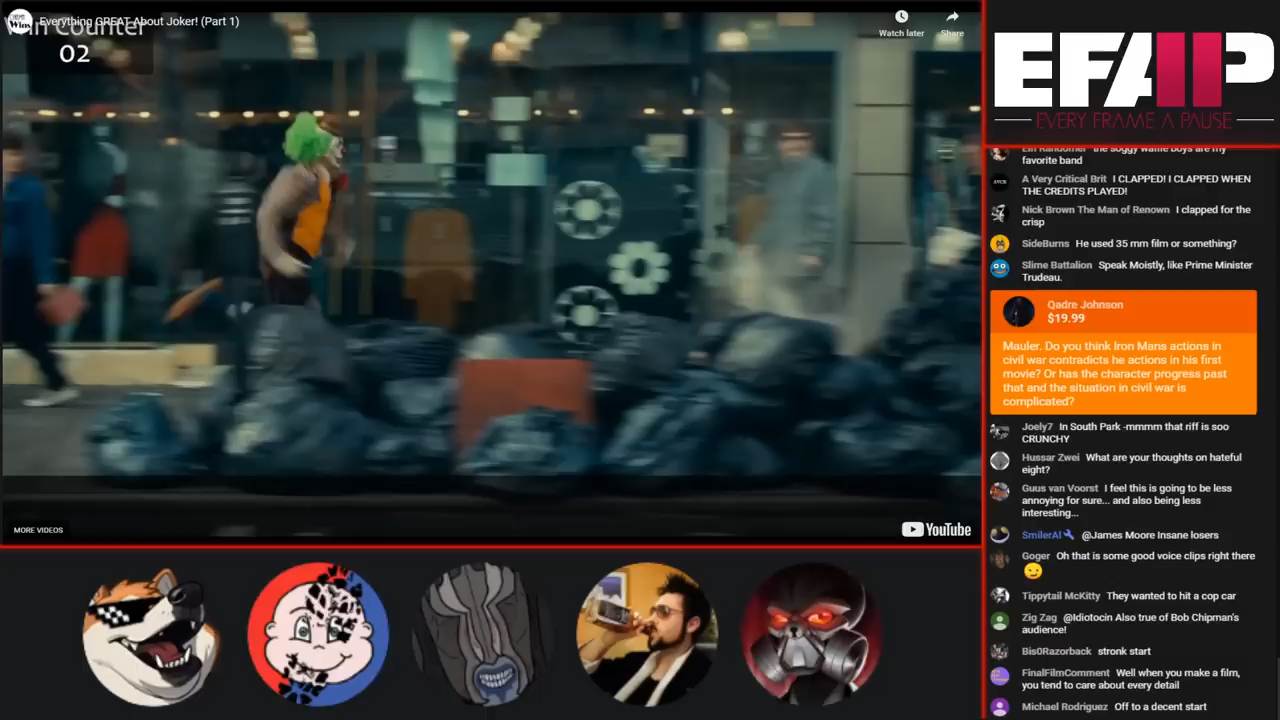 Everything GREAT About Joker! (Part 1)
Win Counter
02
Watch later
Share
MORE VIDEOS
YouTube
EFAP
EVERY FRAME A PAUSE
the soggy waffle boys are my
favorite band
A Very Critical Brit I CLAPPED! I CLAPPED WHEN
THE CREDITS PLAYED!
Nick Brown The Man of Renown I clapped for the
crisp
SideBurns He used 35 mm film or something?
Slime Battalion Speak Moistly, like Prime Minister
Trudeau.
Qadre Johnson
$19.99
Mauler. Do you think Iron Mans actions in
civil war contradicts he actions in his first
movie? Or has the character progress past
that and the situation in civil war is
complicated?
Joely7 In South Park -mmmm that riff is soo
CRUNCHY
Hussar Zwei What are your thoughts on hateful
eight?
Guus van Voorst I feel this is going to be less
annoying for sure... and also being less
interesting...
SmilerAl @James Moore Insane losers
Goger Oh that is some good voice clips right there
Tippytail McKitty They wanted to hit a cop car
Zig Zag @Idiotocin Also true of Bob Chipman's
audience!
Bis0Razorback stronk start
FinalFilmComment Well when you make a film,
you tend to care about every detail
Michael Rodriguez Off to a decent start